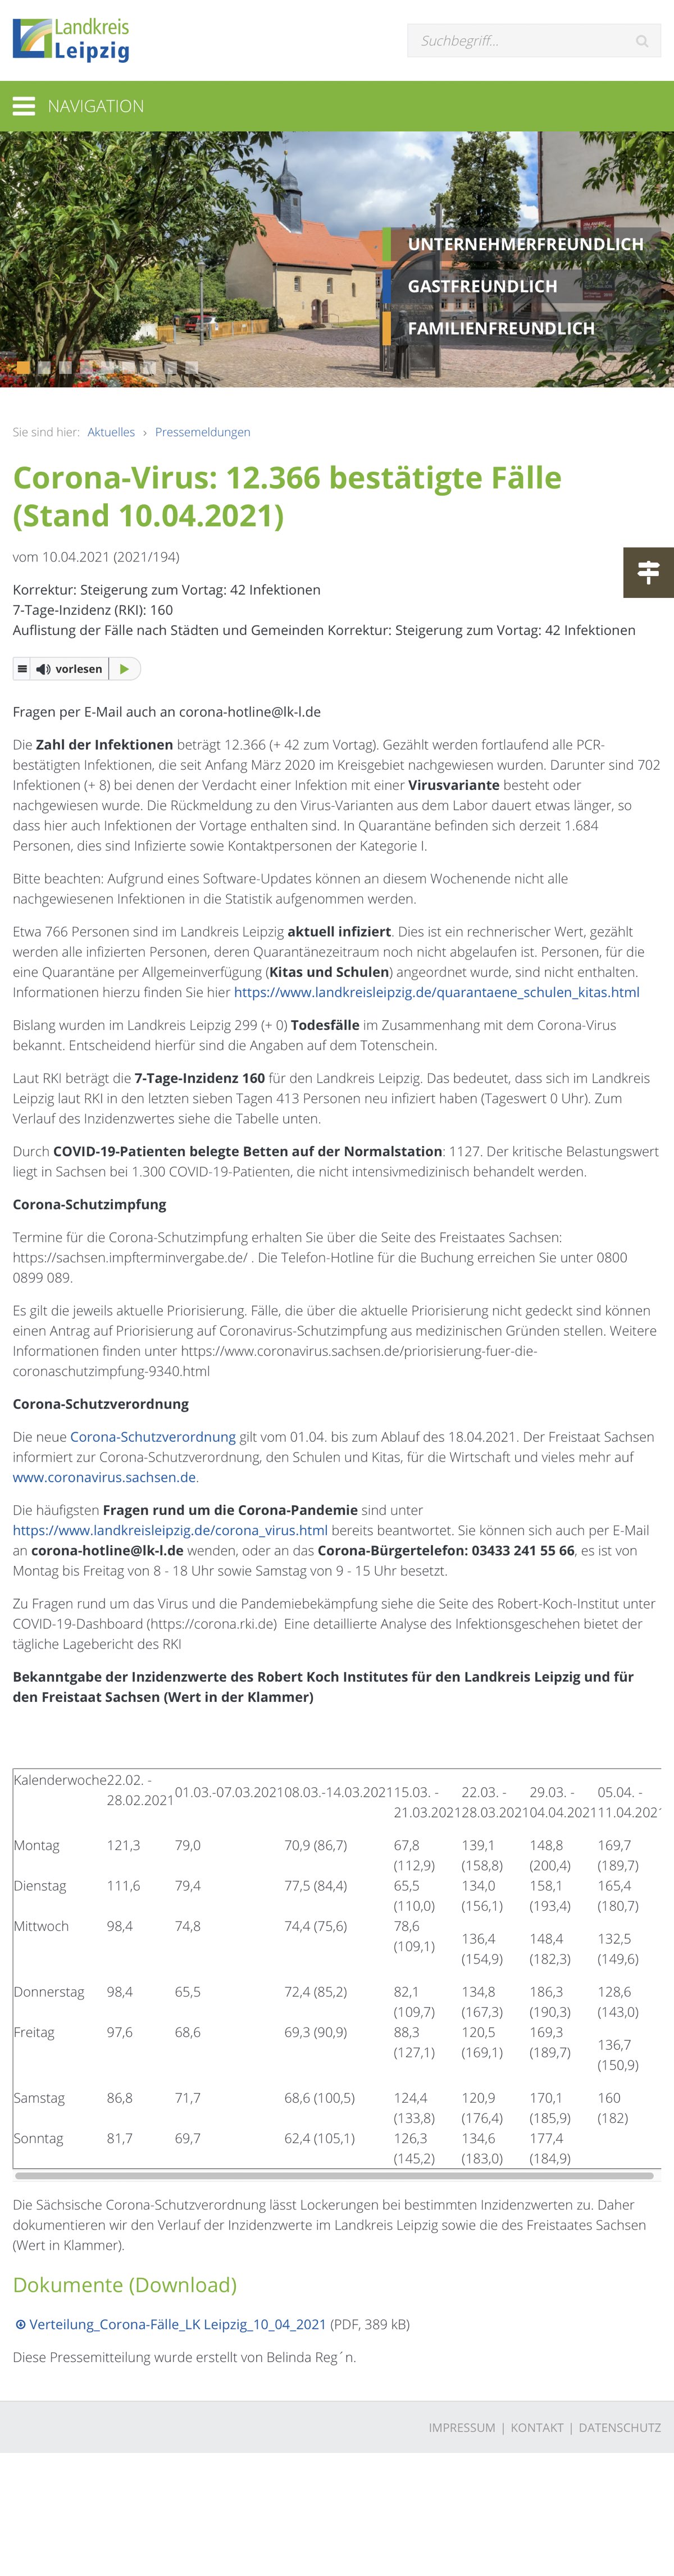 Landkreis
Leipzig
Suchbegriff...
NAVIGATION
UNTERNEHMERFREUNDLICH
GASTFREUNDLICH
FAMILIENFREUNDLICH
Sie sind hier: Aktuelles › Pressemeldungen
Corona-Virus: 12.366 bestätigte Fälle
(Stand 10.04.2021)
vom 10.04.2021 (2021/194)
Korrektur: Steigerung zum Vortag: 42 Infektionen
7-Tage-Inzidenz (RKI): 160
Auflistung der Fälle nach Städten und Gemeinden Korrektur: Steigerung zum Vortag: 42 Infektionen
vorlesen
Fragen per E-Mail auch an corona-hotline@lk-l.de
Die Zahl der Infektionen beträgt 12.366 (+ 42 zum Vortag). Gezählt werden fortlaufend alle PCR-
bestätigten Infektionen, die seit Anfang März 2020 im Kreisgebiet nachgewiesen wurden. Darunter sind 702
Infektionen (+ 8) bei denen der Verdacht einer Infektion mit einer Virusvariante besteht oder
nachgewiesen wurde. Die Rückmeldung zu den Virus-Varianten aus dem Labor dauert etwas länger, so
dass hier auch Infektionen der Vortage enthalten sind. In Quarantäne befinden sich derzeit 1.684
Personen, dies sind Infizierte sowie Kontaktpersonen der Kategorie I.
Bitte beachten: Aufgrund eines Software-Updates können an diesem Wochenende nicht alle
nachgewiesenen Infektionen in die Statistik aufgenommen werden.
Etwa 766 Personen sind im Landkreis Leipzig aktuell infiziert. Dies ist ein rechnerischer Wert, gezählt
werden alle infizierten Personen, deren Quarantänezeitraum noch nicht abgelaufen ist. Personen, für die
eine Quarantäne per Allgemeinverfügung (Kitas und Schulen) angeordnet wurde, sind nicht enthalten.
Informationen hierzu finden Sie hier https://www.landkreisleipzig.de/quarantaene_schulen_kitas.html
Bislang wurden im Landkreis Leipzig 299 (+ 0) Todesfälle im Zusammenhang mit dem Corona-Virus
bekannt. Entscheidend hierfür sind die Angaben auf dem Totenschein.
Laut RKI beträgt die 7-Tage-Inzidenz 160 für den Landkreis Leipzig. Das bedeutet, dass sich im Landkreis
Leipzig laut RKI in den letzten sieben Tagen 413 Personen neu infiziert haben (Tageswert 0 Uhr). Zum
Verlauf des Inzidenzwertes siehe die Tabelle unten.
Durch COVID-19-Patienten belegte Betten auf der Normalstation: 1127. Der kritische Belastungswert
liegt in Sachsen bei 1.300 COVID-19-Patienten, die nicht intensivmedizinisch behandelt werden.
Corona-Schutzimpfung
Termine für die Corona-Schutzimpfung erhalten Sie über die Seite des Freistaates Sachsen:
https://sachsen.impfterminvergabe.de/ . Die Telefon-Hotline für die Buchung erreichen Sie unter 0800
0899 089.
Es gilt die jeweils aktuelle Priorisierung. Fälle, die über die aktuelle Priorisierung nicht gedeckt sind können
einen Antrag auf Priorisierung auf Coronavirus-Schutzimpfung aus medizinischen Gründen stellen. Weitere
Informationen finden unter https://www.coronavirus.sachsen.de/priorisierung-fuer-die-
coronaschutzimpfung-9340.html
Corona-Schutzverordnung
Die neue Corona-Schutzverordnung gilt vom 01.04. bis zum Ablauf des 18.04.2021. Der Freistaat Sachsen
informiert zur Corona-Schutzverordnung, den Schulen und Kitas, für die Wirtschaft und vieles mehr auf
www.coronavirus.sachsen.de.
Die häufigsten Fragen rund um die Corona-Pandemie sind unter
https://www.landkreisleipzig.de/corona_virus.html bereits beantwortet. Sie können sich auch per E-Mail
an corona-hotline@lk-l.de wenden, oder an das Corona-Bürgertelefon: 03433 241 55 66, es ist von
Montag bis Freitag von 8 - 18 Uhr sowie Samstag von 9 - 15 Uhr besetzt.
Zu Fragen rund um das Virus und die Pandemiebekämpfung siehe die Seite des Robert-Koch-Institut unter
COVID-19-Dashboard (https://corona.rki.de)  Eine detaillierte Analyse des Infektionsgeschehen bietet der
tägliche Lagebericht des RKI
Bekanntgabe der Inzidenzwerte des Robert Koch Institutes für den Landkreis Leipzig und für
den Freistaat Sachsen (Wert in der Klammer)
Kalenderwoche 22.02. - 28.02.2021 01.03.-07.03.2021 08.03.-14.03.2021 15.03. - 21.03.2021 22.03. - 28.03.2021 29.03. - 04.04.2021 05.04. - 11.04.2021
Montag 121,3 79,0 70,9 (86,7) 67,8 (112,9) 139,1 (158,8) 148,8 (200,4) 169,7 (189,7)
Dienstag 111,6 79,4 77,5 (84,4) 65,5 (110,0) 134,0 (156,1) 158,1 (193,4) 165,4 (180,7)
Mittwoch 98,4 74,8 74,4 (75,6) 78,6 (109,1) 136,4 (154,9) 148,4 (182,3) 132,5 (149,6)
Donnerstag 98,4 65,5 72,4 (85,2) 82,1 (109,7) 134,8 (167,3) 186,3 (190,3) 128,6 (143,0)
Freitag 97,6 68,6 69,3 (90,9) 88,3 (127,1) 120,5 (169,1) 169,3 (189,7) 136,7 (150,9)
Samstag 86,8 71,7 68,6 (100,5) 124,4 (133,8) 120,9 (176,4) 170,1 (185,9) 160 (182)
Sonntag 81,7 69,7 62,4 (105,1) 126,3 (145,2) 134,6 (183,0) 177,4 (184,9)
Die Sächsische Corona-Schutzverordnung lässt Lockerungen bei bestimmten Inzidenzwerten zu. Daher
dokumentieren wir den Verlauf der Inzidenzwerte im Landkreis Leipzig sowie die des Freistaates Sachsen
(Wert in Klammer).
Dokumente (Download)
Verteilung_Corona-Fälle_LK Leipzig_10_04_2021 (PDF, 389 kB)
Diese Pressemitteilung wurde erstellt von Belinda Reg´n.
IMPRESSUM | KONTAKT | DATENSCHUTZ